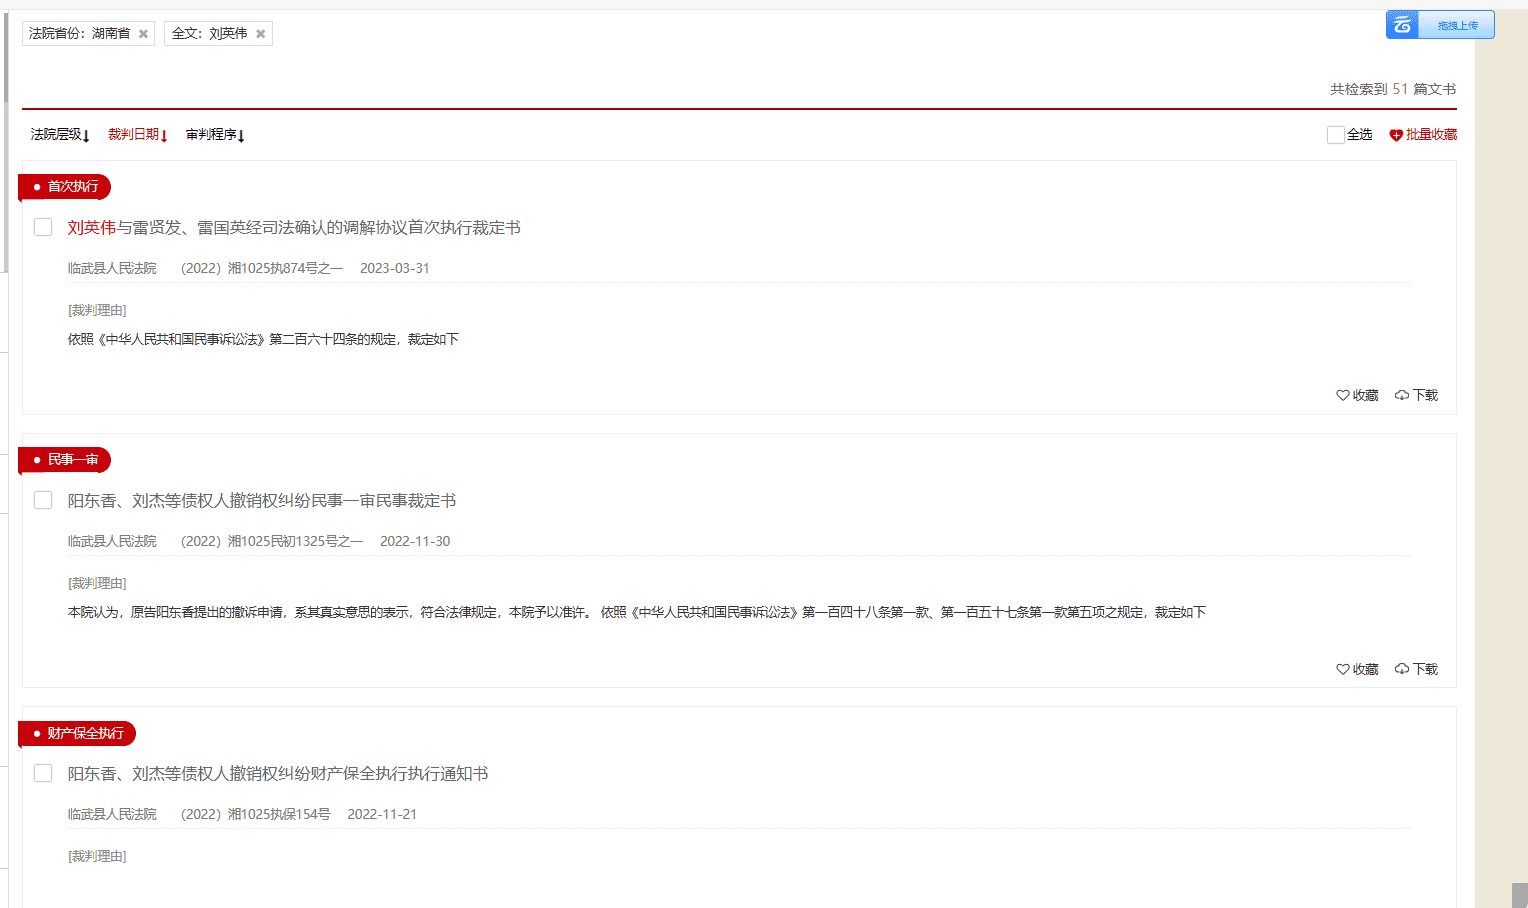 法院省份：湖南省 ✖ 全文：刘英伟 ✖
拖拽上传
共检索到 51 篇文书
法院层级↓ 裁判日期↓ 审判程序↓ 全选 批量收藏
首次执行
刘英伟与雷贤发、雷国英经司法确认的调解协议首次执行裁定书
临武县人民法院 （2022）湘1025执874号之一 2023-03-31
[裁判理由]
依照《中华人民共和国民事诉讼法》第二百六十四条的规定，裁定如下
收藏 下载
民事一审
阳东香、刘杰等债权人撤销权纠纷民事一审民事裁定书
临武县人民法院 （2022）湘1025民初1325号之一 2022-11-30
[裁判理由]
本院认为，原告阳东香提出的撤诉申请，系其真实意思的表示，符合法律规定，本院予以准许。 依照《中华人民共和国民事诉讼法》第一百四十八条第一款、第一百五十七条第一款第五项之规定，裁定如下
收藏 下载
财产保全执行
阳东香、刘杰等债权人撤销权纠纷财产保全执行执行通知书
临武县人民法院 （2022）湘1025执保154号 2022-11-21
[裁判理由]